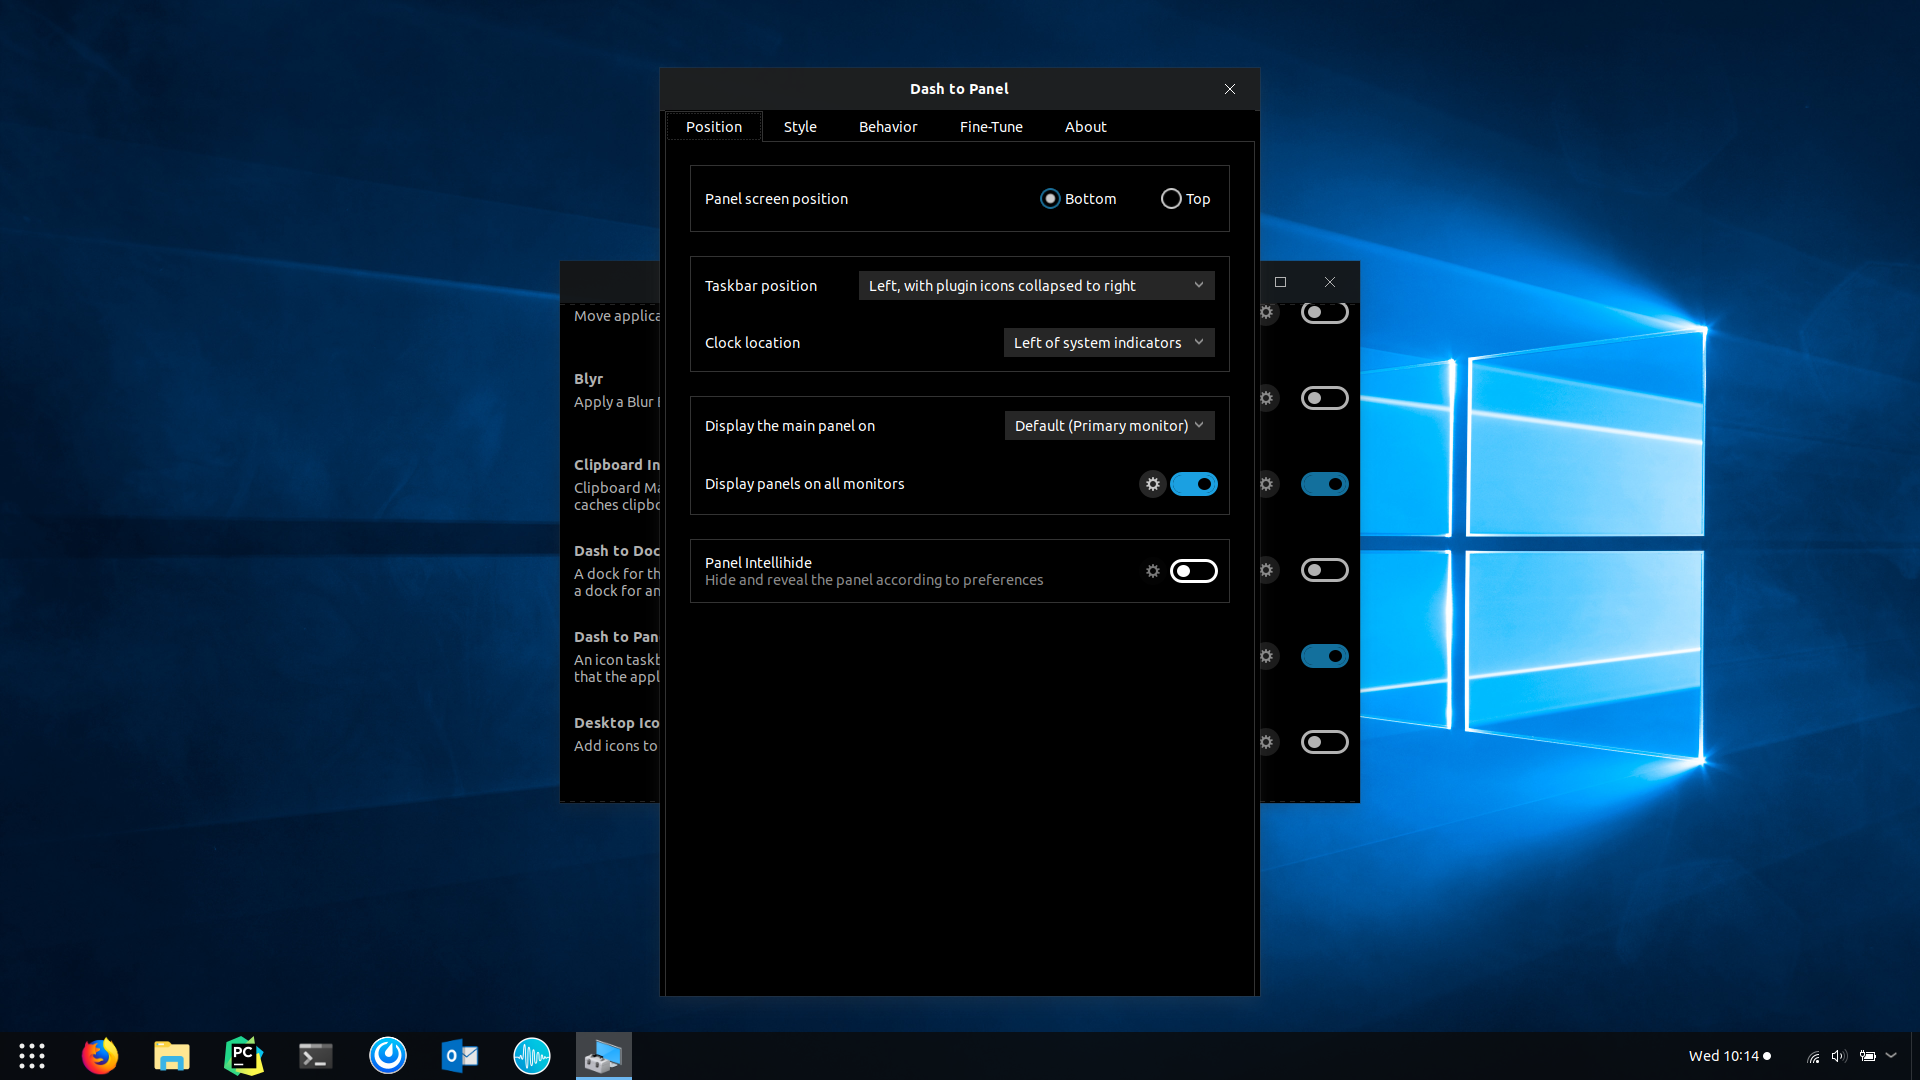 Dash to Panel
Position Style Behavior Fine-Tune About
Panel screen position Bottom Top
Taskbar position Left, with plugin icons collapsed to right
Clock location Left of system indicators
Display the main panel on Default (Primary monitor)
Display panels on all monitors
Panel Intellihide
Hide and reveal the panel according to preferences
Move applica
Blyr
Apply a Blur
Clipboard In
Clipboard Ma
caches clipbo
Dash to Doc
A dock for th
a dock for an
Dash to Pan
An icon taskb
that the appl
Desktop Ico
Add icons to
PC
O
Wed 10:14